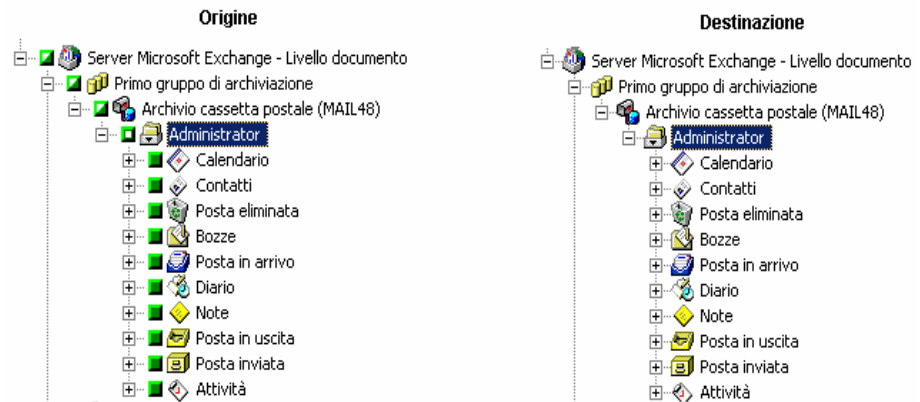 Origine
Server Microsoft Exchange - Livello documento
Primo gruppo di archiviazione
Archivio cassetta postale (MAIL48)
Administrator
Calendario
Contatti
Posta eliminata
Bozze
Posta in arrivo
Diario
Note
Posta in uscita
Posta inviata
Attività
Destinazione
Server Microsoft Exchange - Livello documento
Primo gruppo di archiviazione
Archivio cassetta postale (MAIL48)
Administrator
Calendario
Contatti
Posta eliminata
Bozze
Posta in arrivo
Diario
Note
Posta in uscita
Posta inviata
Attività